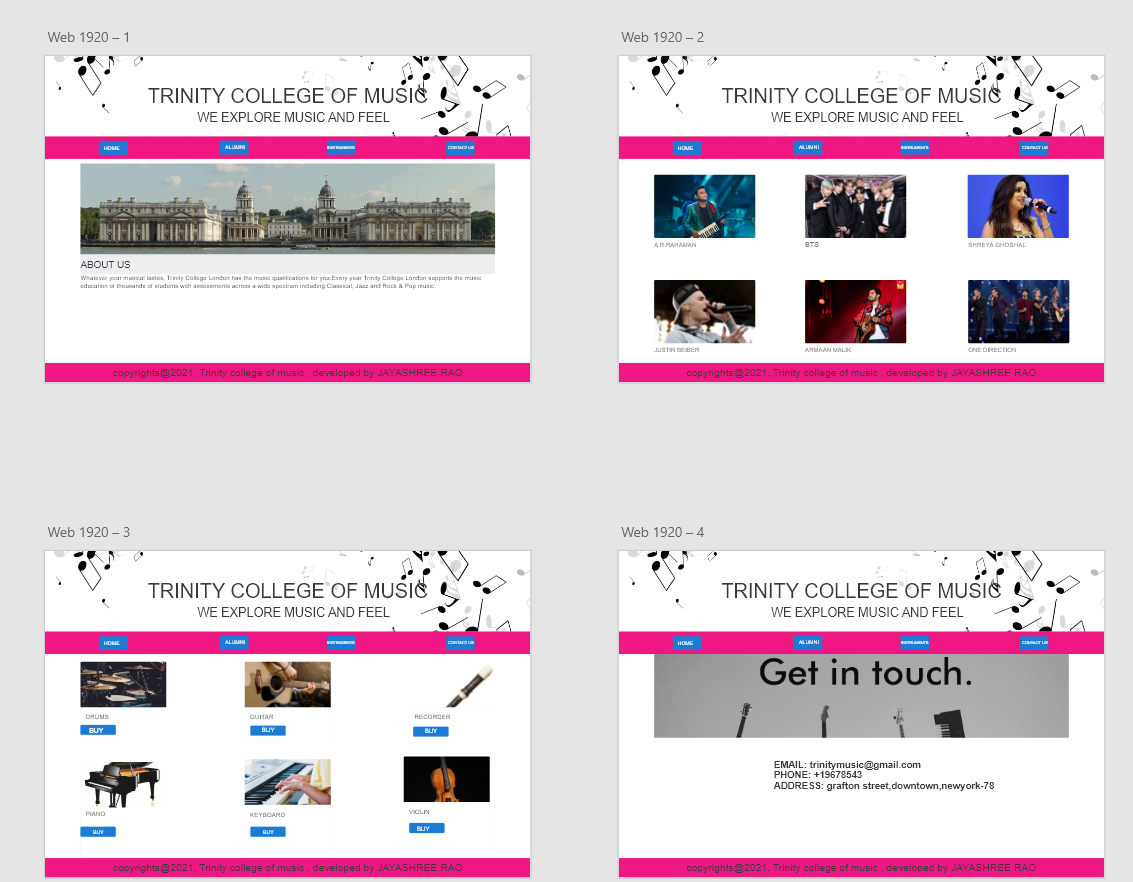 Web 1920 – 1
TRINITY COLLEGE OF MUSIC
WE EXPLORE MUSIC AND FEEL
HOME
ALUMNI
INSTRUMENTS
CONTACT US
ABOUT US
Whatever your musical tastes, Trinity College London has the music qualifications for you.Every year Trinity College London supports the music
education of thousands of students with assessments across a wide spectrum including Classical, Jazz and Rock & Pop music.
copyrights@2021, Trinity college of music , developed by JAYASHREE RAO
Web 1920 – 2
TRINITY COLLEGE OF MUSIC
WE EXPLORE MUSIC AND FEEL
HOME
ALUMNI
INSTRUMENTS
CONTACT US
A.R.RAHAMAN
BTS
SHREYA GHOSHAL
JUSTIN BEIBER
ARMAAN MALIK
ONE DIRECTION
copyrights@2021, Trinity college of music , developed by JAYASHREE RAO
Web 1920 – 3
TRINITY COLLEGE OF MUSIC
WE EXPLORE MUSIC AND FEEL
HOME
ALUMNI
INSTRUMENTS
CONTACT US
DRUMS
BUY
GUITAR
BUY
RECORDER
BUY
PIANO
BUY
KEYBOARD
BUY
VIOLIN
BUY
copyrights@2021, Trinity college of music , developed by JAYASHREE RAO
Web 1920 – 4
TRINITY COLLEGE OF MUSIC
WE EXPLORE MUSIC AND FEEL
HOME
ALUMNI
INSTRUMENTS
CONTACT US
Get in touch.
EMAIL: trinitymusic@gmail.com
PHONE: +19678543
ADDRESS: grafton street,downtown,newyork-78
copyrights@2021, Trinity college of music , developed by JAYASHREE RAO